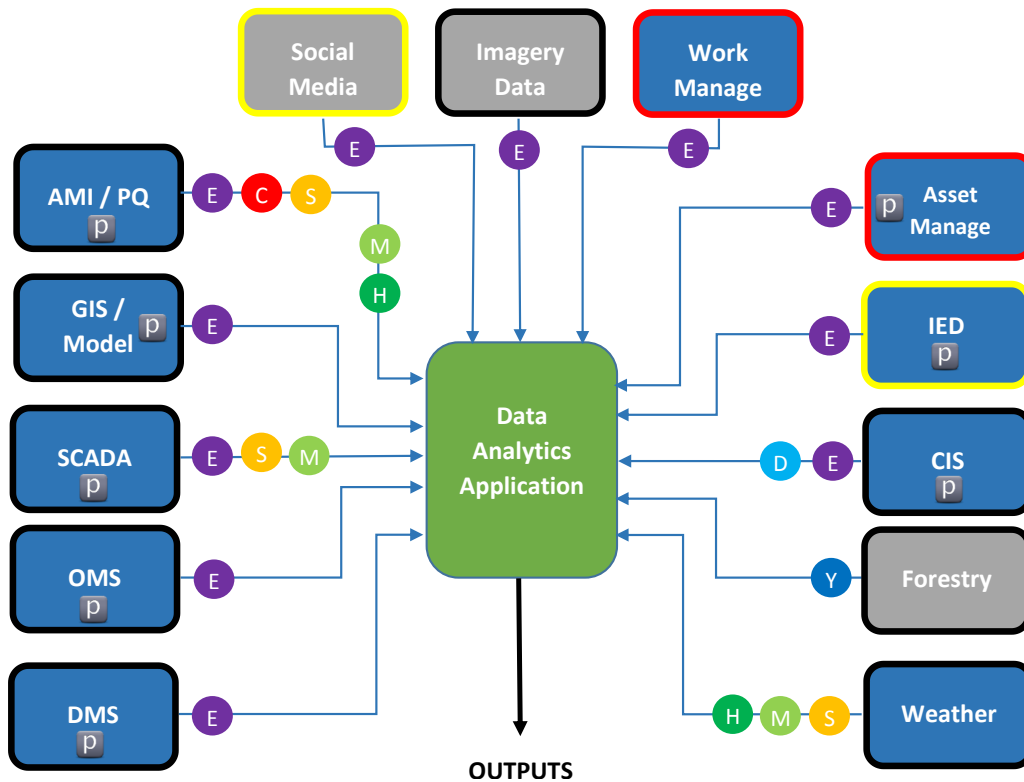 Social
Media
Imagery
Data
Work
Manage
E
E
E
AMI / PQ
p
E C S
M
H
E
p Asset
Manage
GIS /
Model p
E
E
IED
p
Data
Analytics
Application
SCADA
p
E S M
D E
CIS
p
OMS
p
E
Y
Forestry
DMS
p
E
H M S
Weather
OUTPUTS